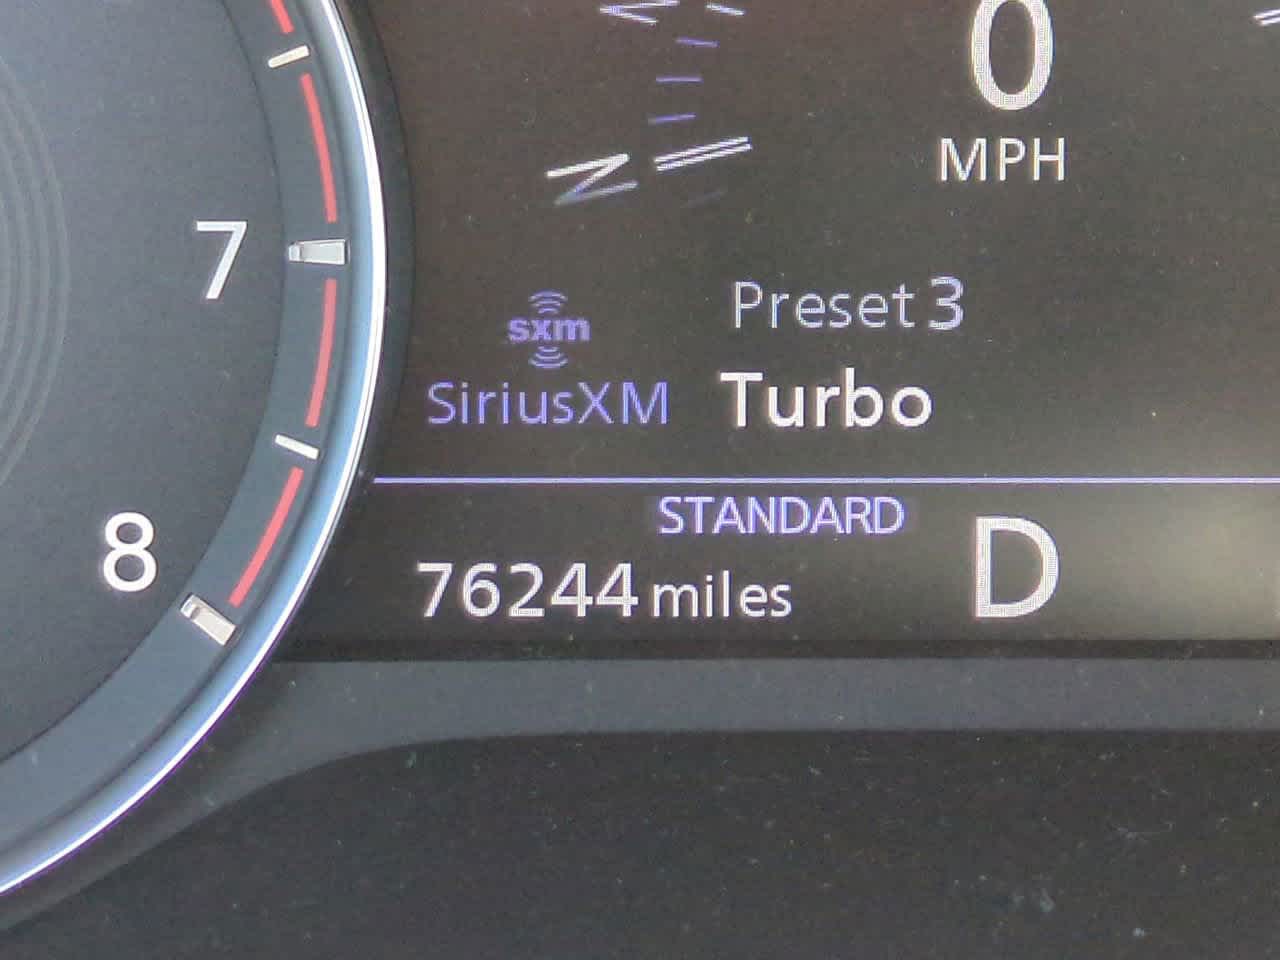 0
MPH
N
7
sxm
Preset 3
SiriusXM
Turbo
STANDARD
8
76244 miles
D